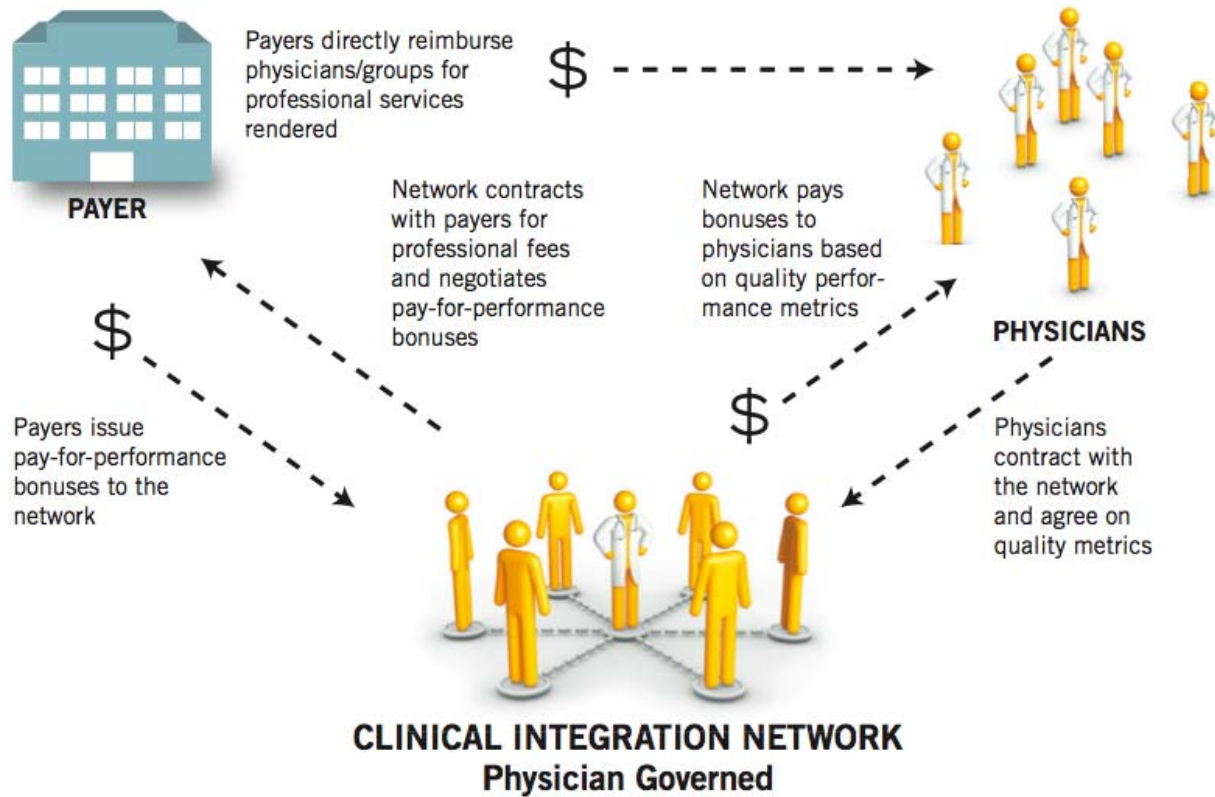 Payers directly reimburse
physicians/groups for
professional services
rendered
$
PAYER
Network contracts
with payers for
professional fees
and negotiates
pay-for-performance
bonuses
Network pays
bonuses to
physicians based
on quality perfor-
mance metrics
PHYSICIANS
$
$
Payers issue
pay-for-performance
bonuses to the
network
Physicians
contract with
the network
and agree on
quality metrics
CLINICAL INTEGRATION NETWORK
Physician Governed